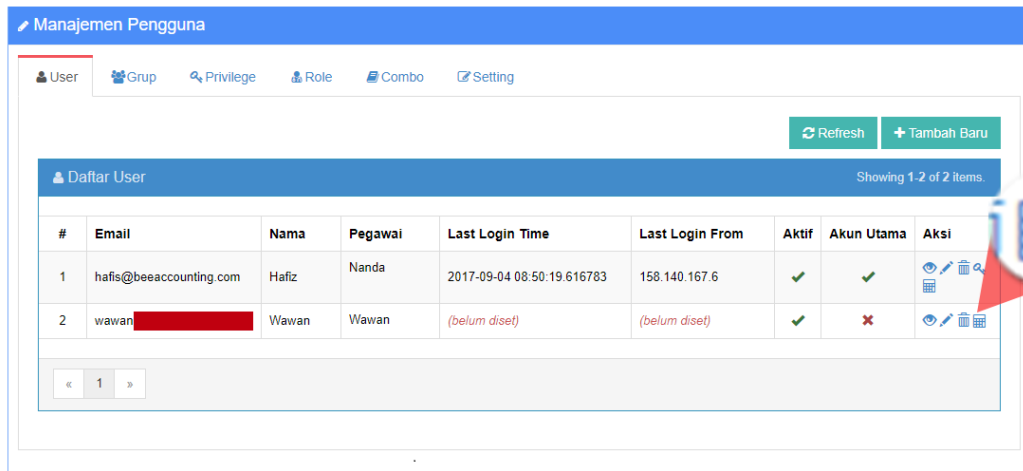 Manajemen Pengguna
User Grup Privilege Role Combo Setting
Refresh Tambah Baru
Daftar User Showing 1-2 of 2 items.
# Email Nama Pegawai Last Login Time Last Login From Aktif Akun Utama Aksi
1 hafis@beeaccounting.com Hafiz Nanda 2017-09-04 08:50:19.616783 158.140.167.6
2 wawan Wawan Wawan (belum diset) (belum diset)
« 1 »